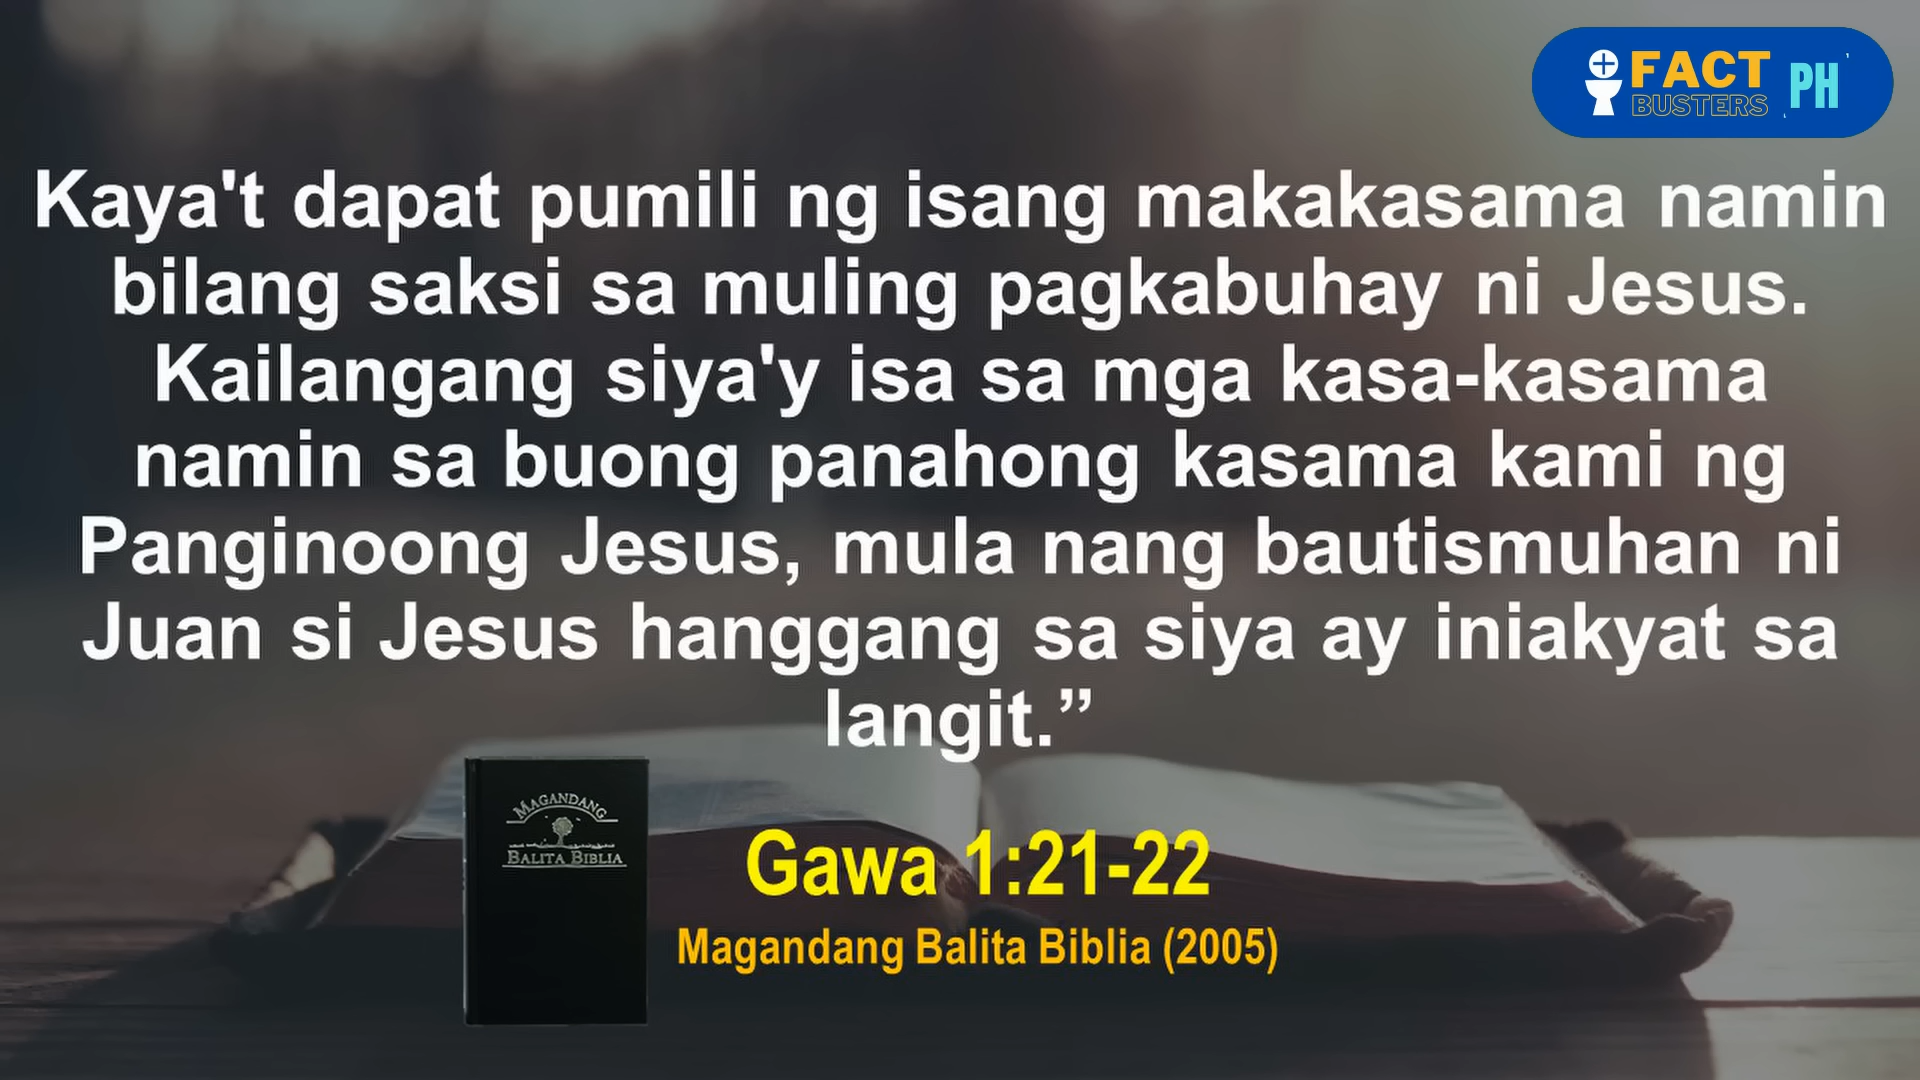 FACT
BUSTERS
PH
Kaya't dapat pumili ng isang makakasama namin
bilang saksi sa muling pagkabuhay ni Jesus.
Kailangang siya'y isa sa mga kasa-kasama
namin sa buong panahong kasama kami ng
Panginoong Jesus, mula nang bautismuhan ni
Juan si Jesus hanggang sa siya ay iniakyat sa
langit.”
MAGANDANG
BALITA BIBLIA
Gawa 1:21-22
Magandang Balita Biblia (2005)